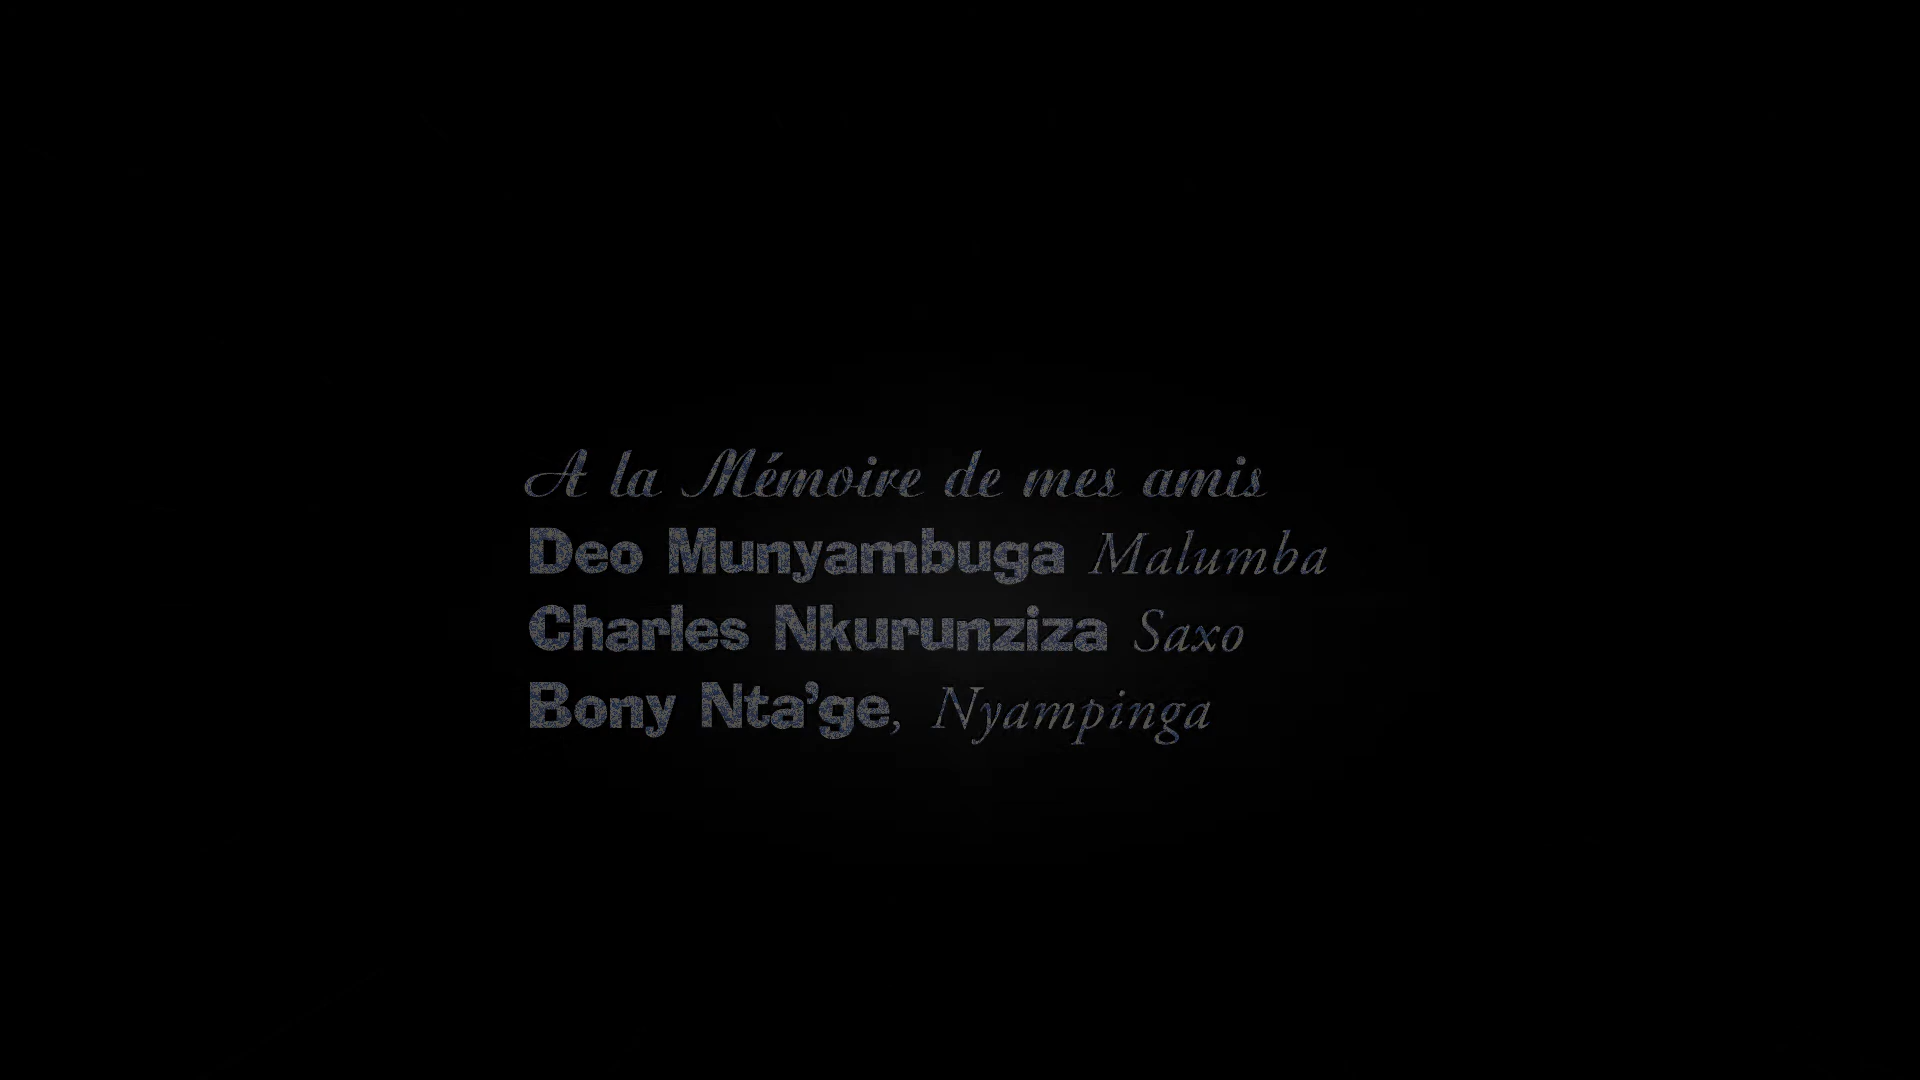 A la Mémoire de mes amis
Deo Munyambuga Malumba
Charles Nkurunziza Saxo
Bony Nta’ge, Nyampinga